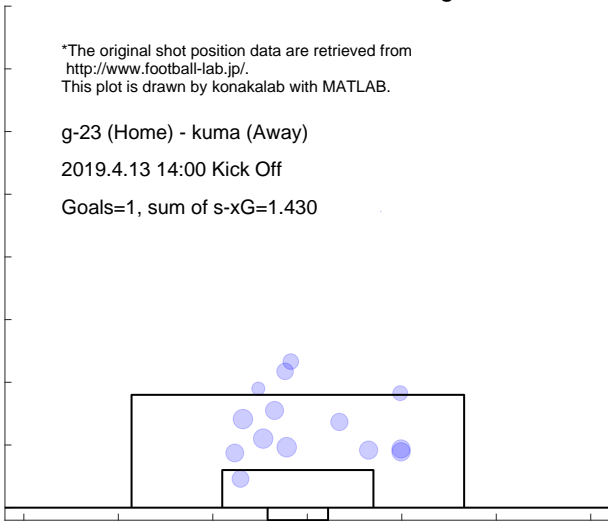 *The original shot position data are retrieved from
http://www.football-lab.jp/.
This plot is drawn by konakalab with MATLAB.
g-23 (Home) - kuma (Away)
2019.4.13 14:00 Kick Off
Goals=1, sum of s-xG=1.430